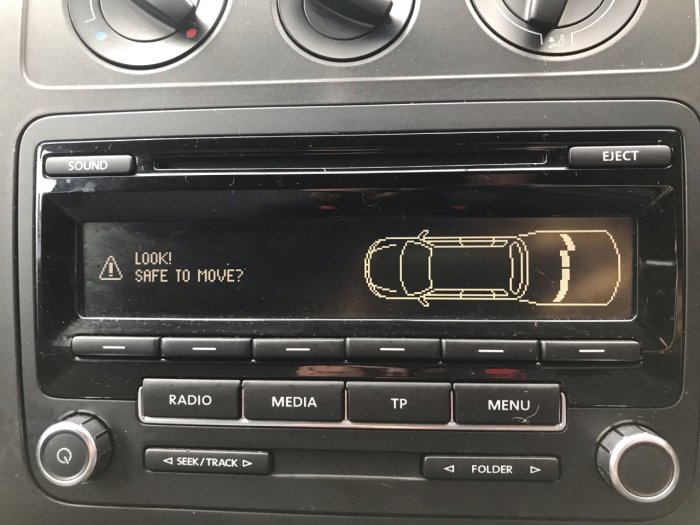 SOUND
EJECT
LOOK!
SAFE TO MOVE?
RADIO
MEDIA
TP
MENU
SEEK/TRACK
FOLDER